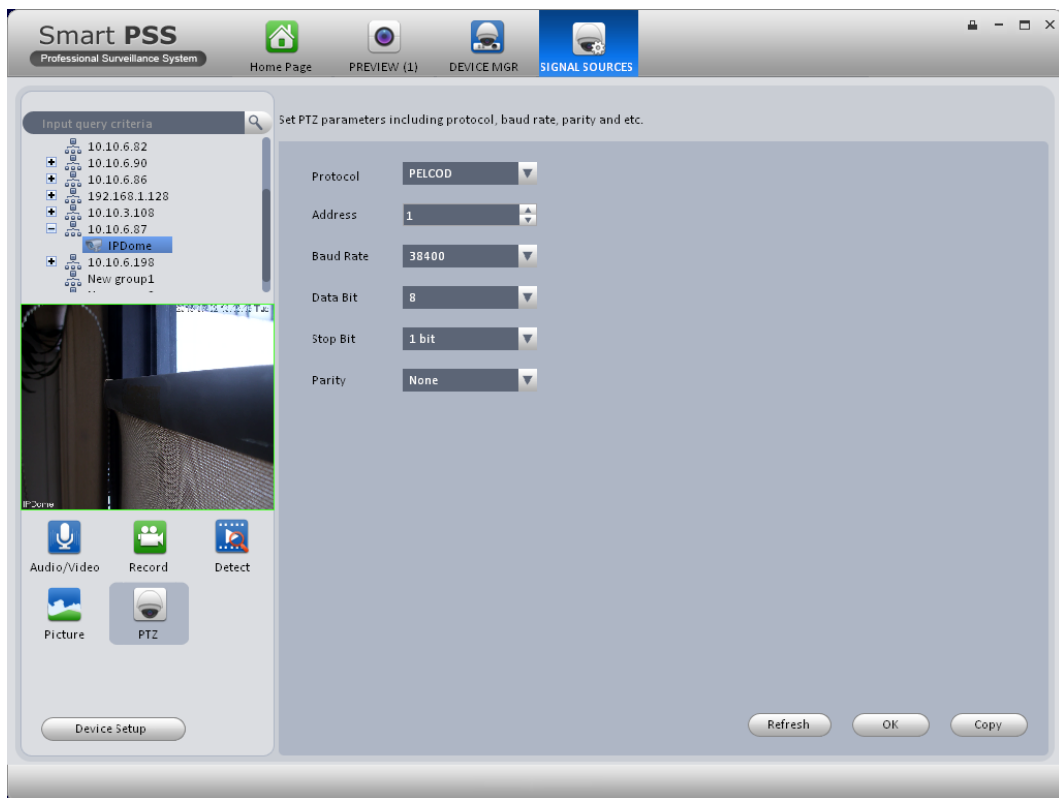 Smart PSS
Professional Surveillance System
Home Page
PREVIEW (1)
DEVICE MGR
SIGNAL SOURCES
Input query criteria
10.10.6.82
10.10.6.90
10.10.6.86
192.168.1.128
10.10.3.108
10.10.6.87
IPDome
10.10.6.198
New group1
IPDome
Audio/Video
Record
Detect
Picture
PTZ
Device Setup
Set PTZ parameters including protocol, baud rate, parity and etc.
Protocol PELCOD
Address 1
Baud Rate 38400
Data Bit 8
Stop Bit 1 bit
Parity None
Refresh
OK
Copy